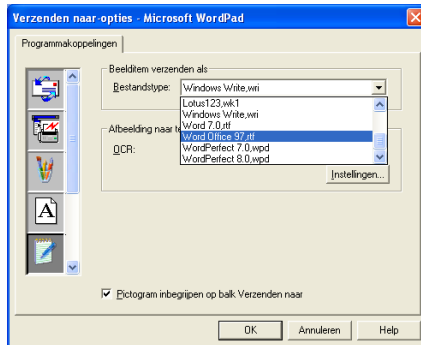 Verzenden naar-opties - Microsoft WordPad
Programmakoppelingen
Beelditem verzenden als
Bestandstype:
Windows Write,wri
Lotus123,wk1
Windows Write,wri
Word 7.0,rtf
Word Office 97,rtf
WordPerfect 7.0,wpd
WordPerfect 8.0,wpd
Afbeelding naar te
OCR:
Instellingen...
A
Pictogram inbegrijpen op balk Verzenden naar
OK Annuleren Help